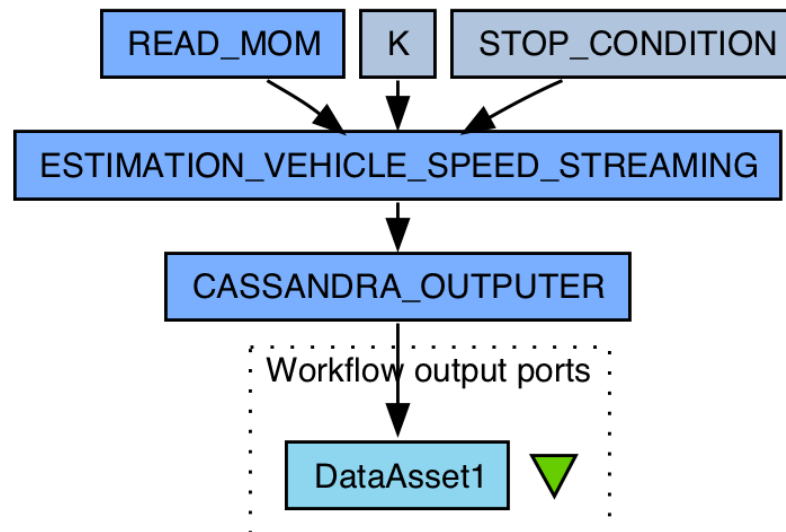 READ_MOM
K
STOP_CONDITION
ESTIMATION_VEHICLE_SPEED_STREAMING
CASSANDRA_OUTPUTER
Workflow output ports
DataAsset1